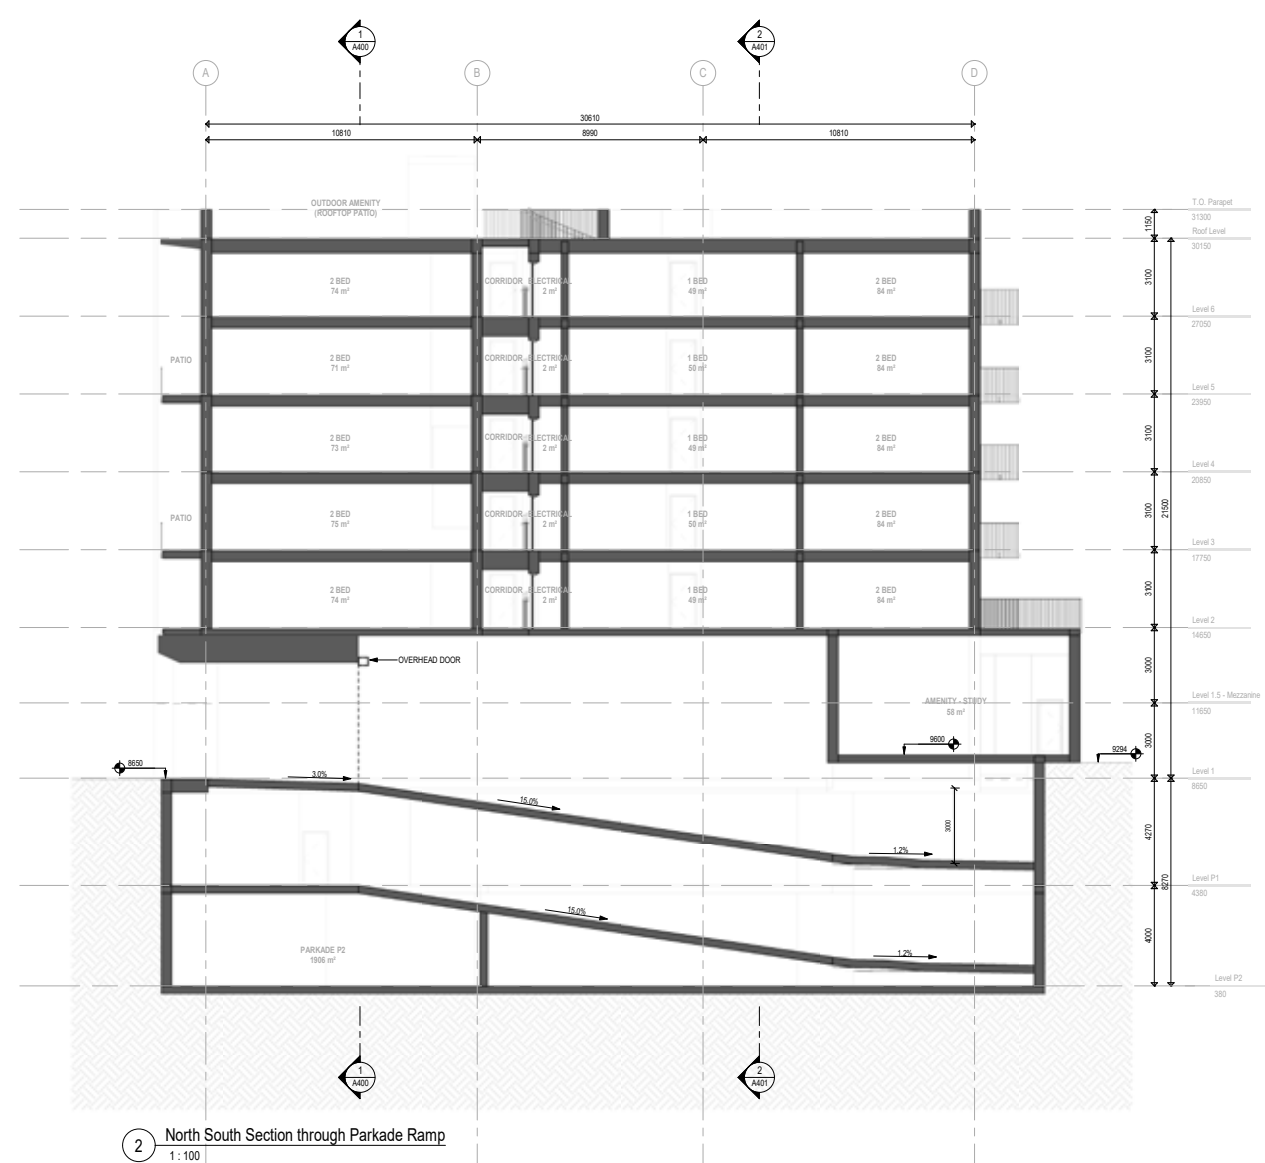 1
A400
2
A401
A
B
C
D
30610
10810
8990
10810
OUTDOOR AMENITY
(ROOFTOP PATIO)
T.O. Parapet
31300
1150
Roof Level
30150
2 BED
74 m²
CORRIDOR
ELECTRICAL
2 m²
1 BED
49 m²
2 BED
84 m²
3100
Level 6
27050
PATIO
2 BED
71 m²
CORRIDOR
ELECTRICAL
2 m²
1 BED
50 m²
2 BED
84 m²
3100
Level 5
23950
2 BED
73 m²
CORRIDOR
ELECTRICAL
2 m²
1 BED
49 m²
2 BED
84 m²
3100
Level 4
20850
PATIO
2 BED
75 m²
CORRIDOR
ELECTRICAL
2 m²
1 BED
50 m²
2 BED
84 m²
3100
21500
Level 3
17750
2 BED
74 m²
CORRIDOR
ELECTRICAL
2 m²
1 BED
49 m²
2 BED
84 m²
3100
Level 2
14650
OVERHEAD DOOR
3000
AMENITY - STUDY
58 m²
Level 1.5 - Mezzanine
11650
9600
9294
3000
8650
3.0%
Level 1
8650
15.0%
3000
1.2%
4270
Level P1
4380
8270
15.0%
1.2%
PARKADE P2
1906 m²
4000
Level P2
380
1
A400
2
A401
2
North South Section through Parkade Ramp
1 : 100